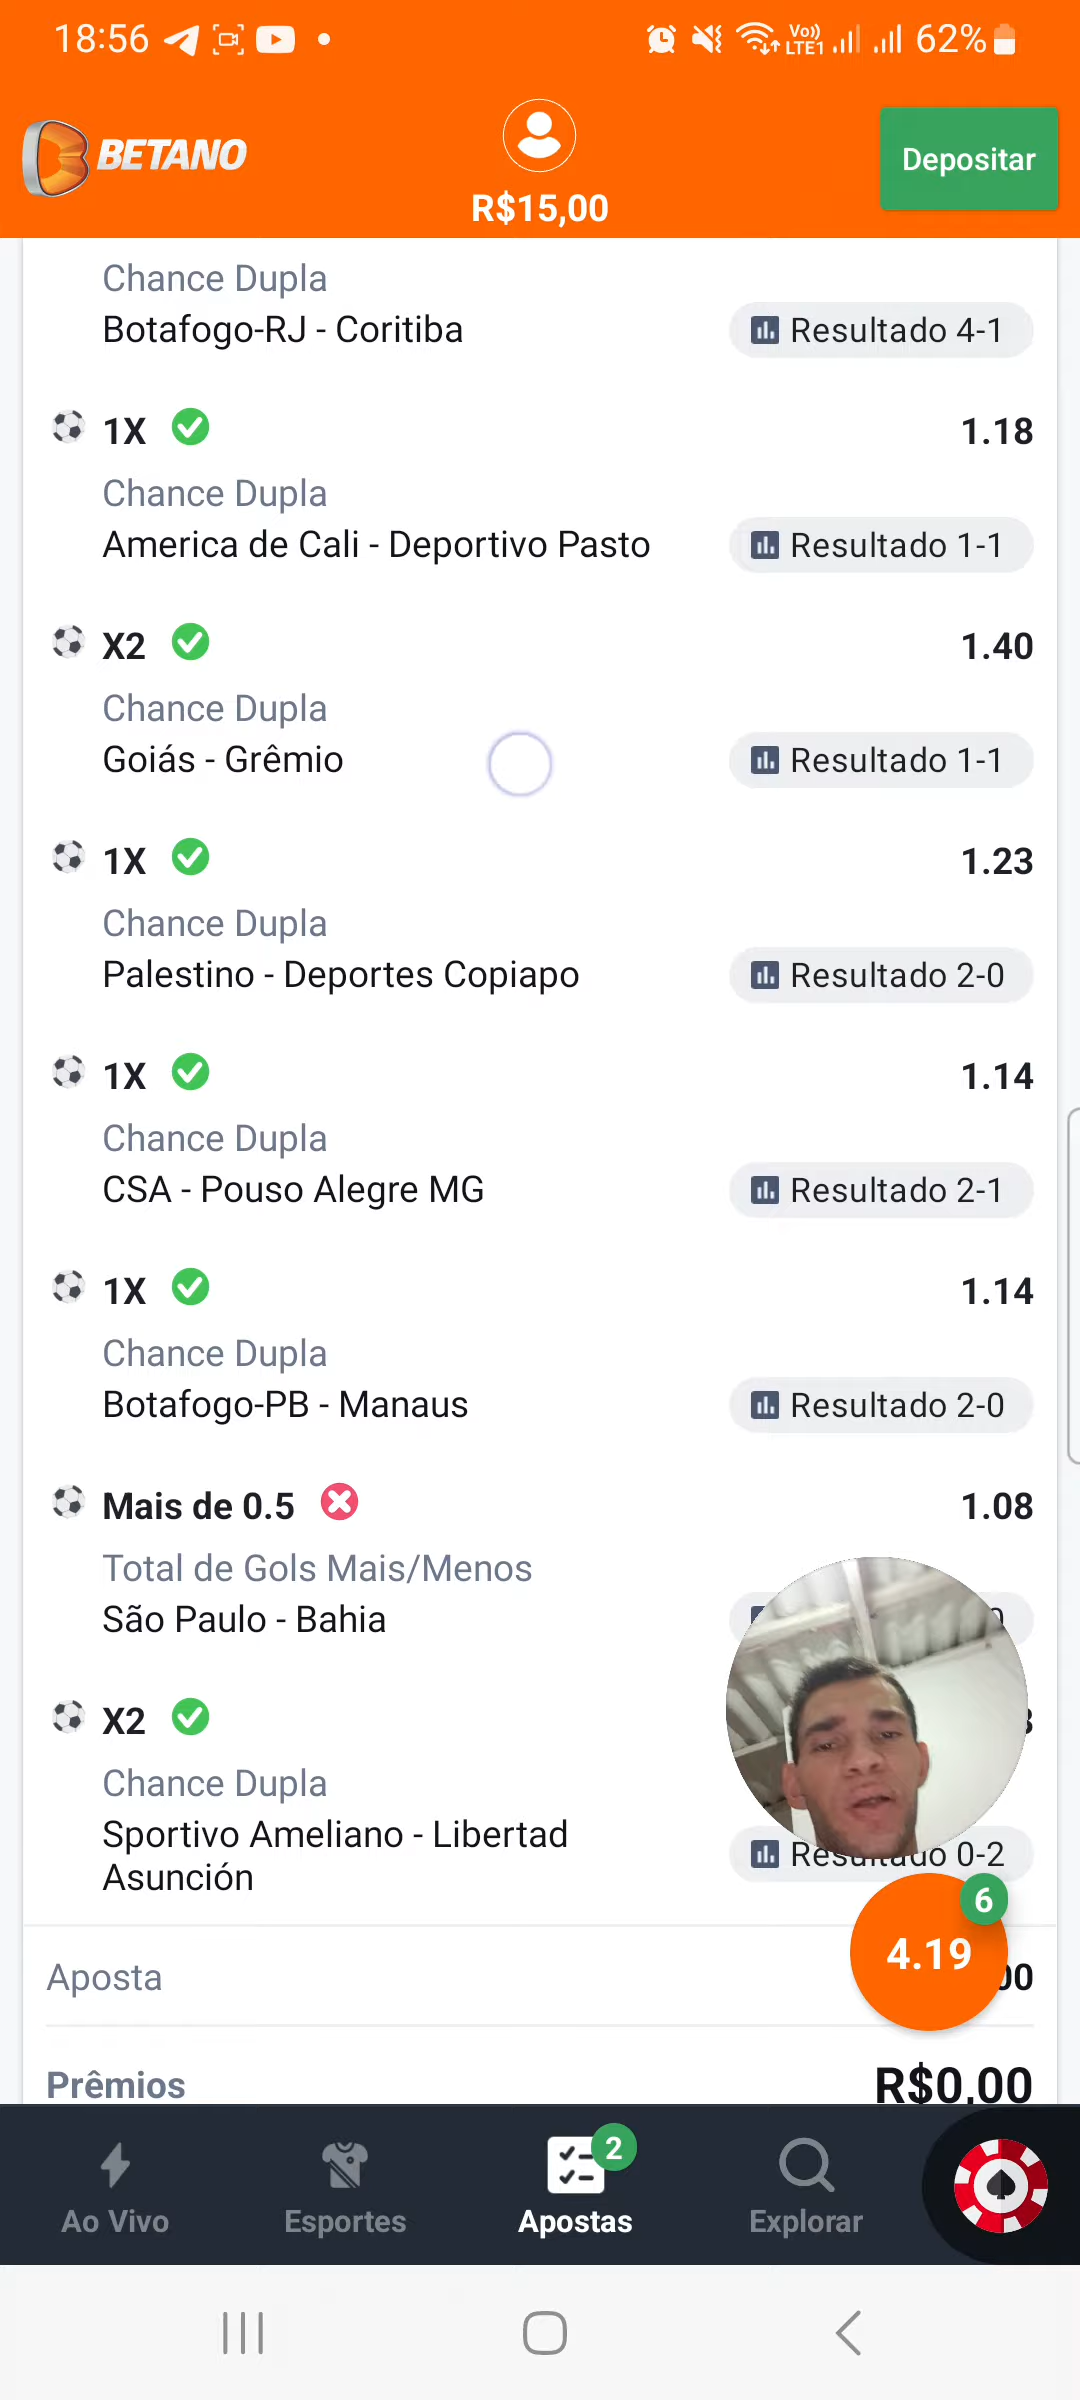 18:56
Vo)) LTE1 62%
BETANO
R$15,00
Depositar
Chance Dupla
Botafogo-RJ - Coritiba
Resultado 4-1
1X 1.18
Chance Dupla
America de Cali - Deportivo Pasto
Resultado 1-1
X2 1.40
Chance Dupla
Goiás - Grêmio
Resultado 1-1
1X 1.23
Chance Dupla
Palestino - Deportes Copiapo
Resultado 2-0
1X 1.14
Chance Dupla
CSA - Pouso Alegre MG
Resultado 2-1
1X 1.14
Chance Dupla
Botafogo-PB - Manaus
Resultado 2-0
Mais de 0.5 1.08
Total de Gols Mais/Menos
São Paulo - Bahia
X2
Chance Dupla
Sportivo Ameliano - Libertad
Asunción
Resultado 0-2
6
4.19
Aposta
Prêmios R$0,00
2
Ao Vivo
Esportes
Apostas
Explorar